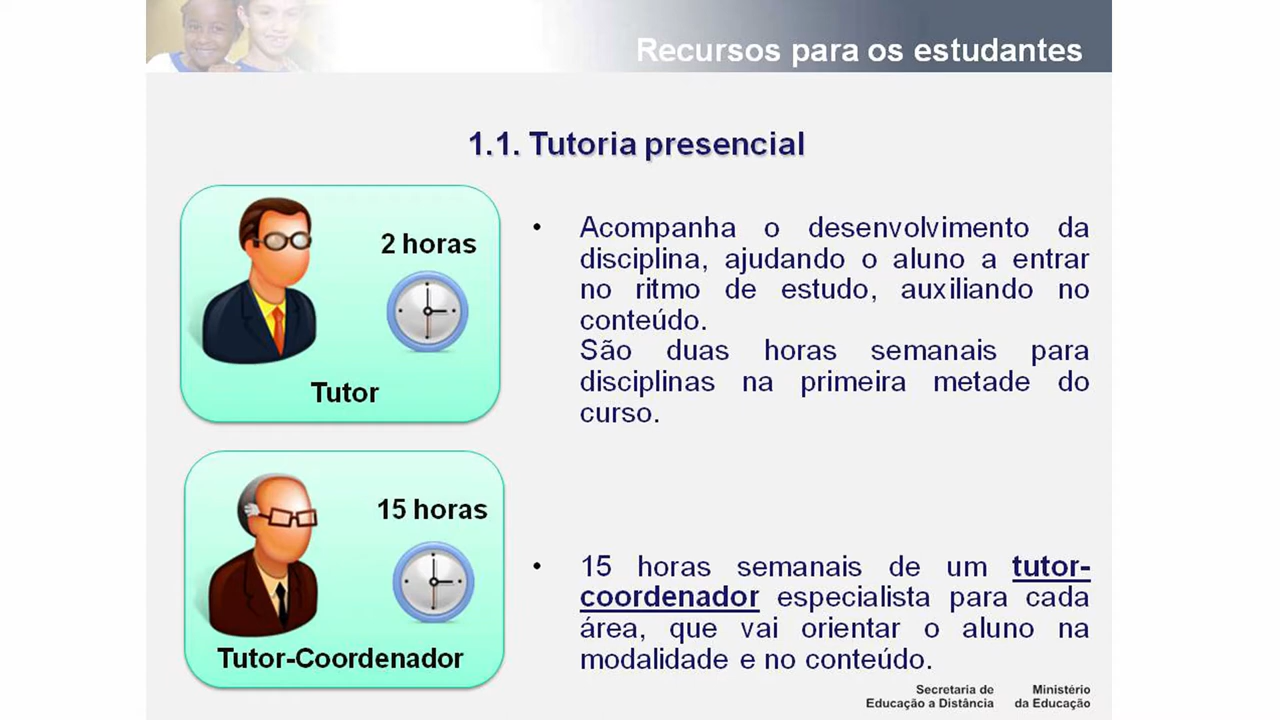 Recursos para os estudantes
1.1. Tutoria presencial
2 horas
Tutor
• Acompanha o desenvolvimento da
disciplina, ajudando o aluno a entrar
no ritmo de estudo, auxiliando no
conteúdo.
São duas horas semanais para
disciplinas na primeira metade do
curso.
15 horas
Tutor-Coordenador
• 15 horas semanais de um tutor-
coordenador especialista para cada
área, que vai orientar o aluno na
modalidade e no conteúdo.
Secretaria de
Educação a Distância
Ministério
da Educação